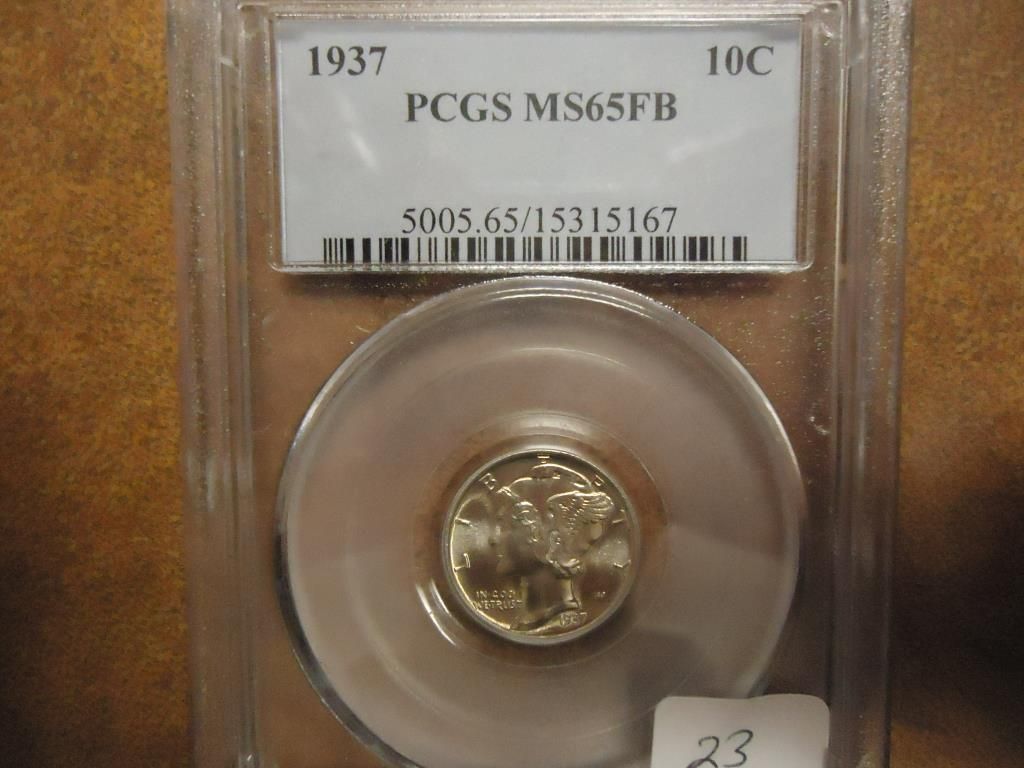 1937 10C
PCGS MS65FB
5005.65/15315167
LIBERTY
IN GOD
WE TRUST
1937
23